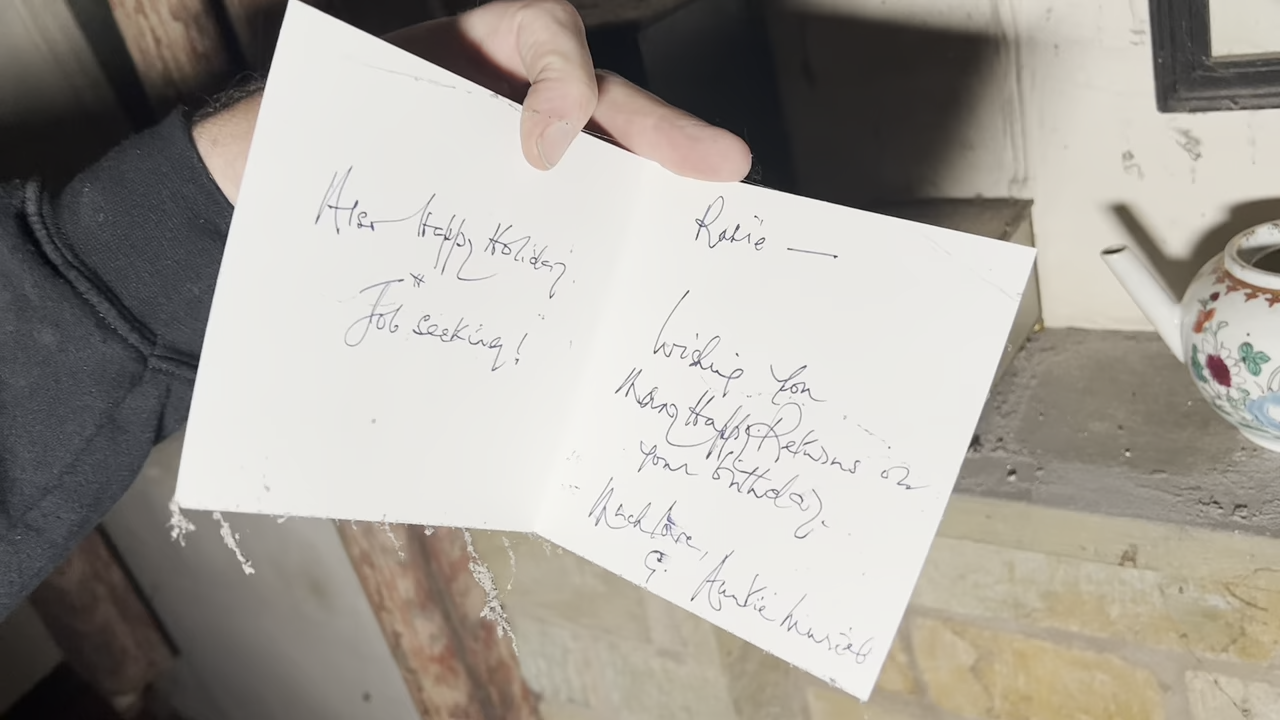 Also Happy Holiday
*
Job seeking!
Rosie —
Wishing you
Many Happy Returns on
your birthday.
Much love,
G. Auntie Muriel